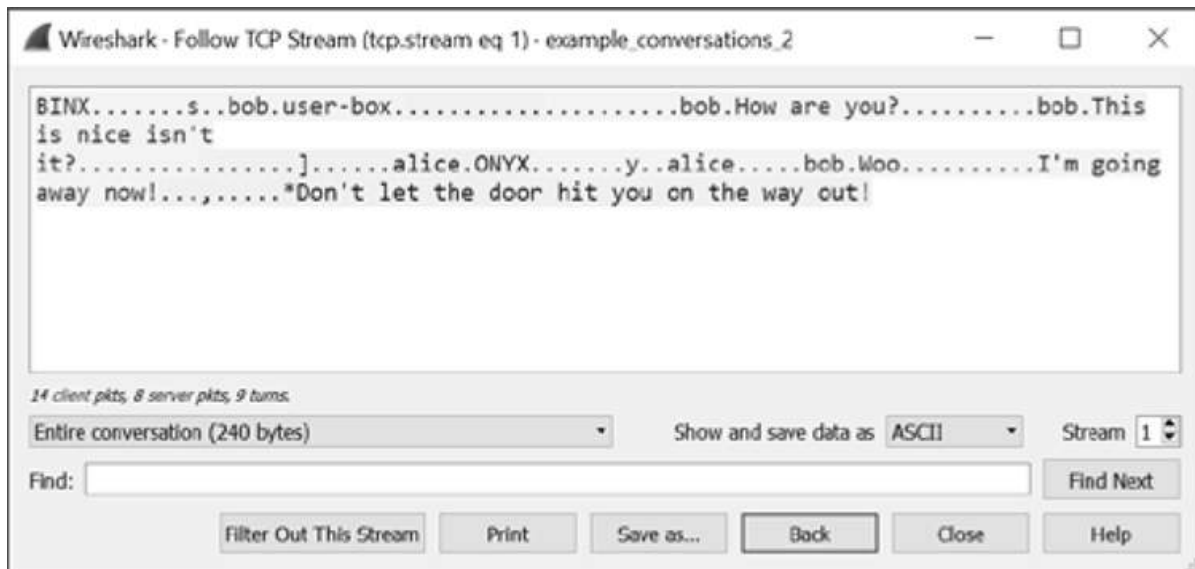 Wireshark - Follow TCP Stream (tcp.stream eq 1) - example_conversations_2
BINX.......s..bob.user-box......................bob.How are you?..........bob.This
is nice isn't
it?.................]......alice.ONYX.......y..alice.....bob.Woo..........I'm going
away now!...,.....*Don't let the door hit you on the way out!
14 client pkts, 8 server pkts, 9 turns.
Entire conversation (240 bytes) Show and save data as ASCII Stream 1
Find: Find Next
Filter Out This Stream Print Save as... Back Close Help